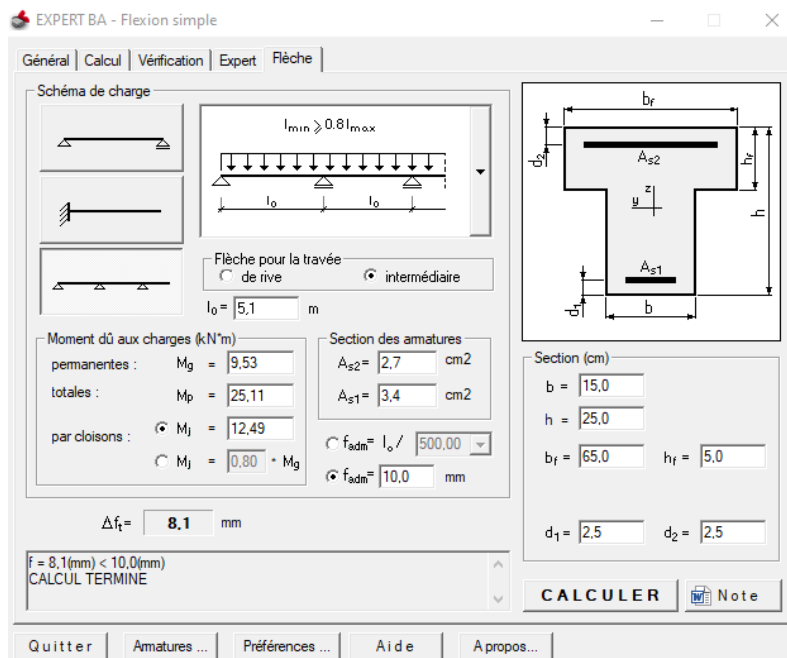 EXPERT BA - Flexion simple
Général Calcul Vérification Expert Flèche
Schéma de charge
lmin ⩾ 0.8 lmax
l0 l0
Flèche pour la travée
de rive intermédiaire
l0 = 5,1 m
Moment dû aux charges (kN*m)
permanentes : Mg = 9,53
totales : Mp = 25,11
par cloisons : Mj = 12,49
Mj = 0,80 * Mg
Section des armatures
As2 = 2,7 cm2
As1 = 3,4 cm2
fadm = lo / 500,00
fadm = 10,0 mm
Δft = 8,1 mm
f = 8,1(mm) < 10,0(mm)
CALCUL TERMINE
bf
d2 As2 hf
z
y h
As1
d1 b
Section (cm)
b = 15,0
h = 25,0
bf = 65,0 hf = 5,0
d1 = 2,5 d2 = 2,5
CALCULER Note
Quitter Armatures ... Préférences ... Aide A propos...